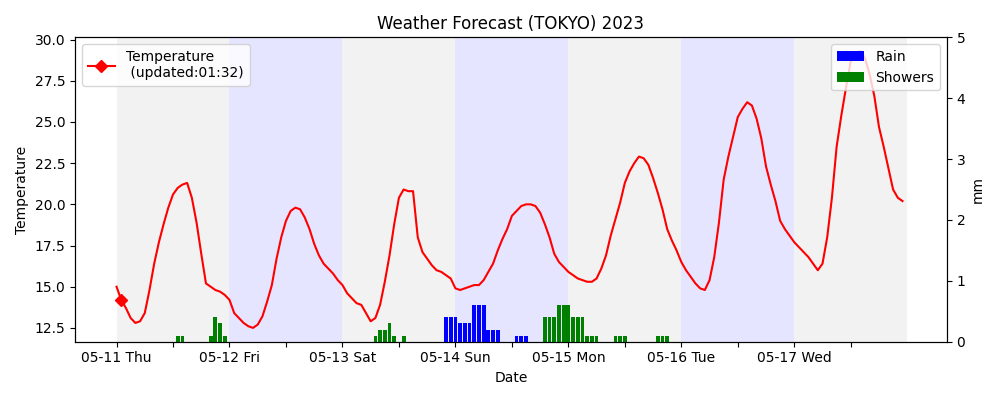 Weather Forecast (TOKYO) 2023
Temperature
(updated:01:32)
Rain
Showers
30.0
27.5
25.0
22.5
20.0
17.5
15.0
12.5
Temperature
5
4
3
2
1
0
mm
05-11 Thu
05-12 Fri
05-13 Sat
05-14 Sun
05-15 Mon
05-16 Tue
05-17 Wed
Date